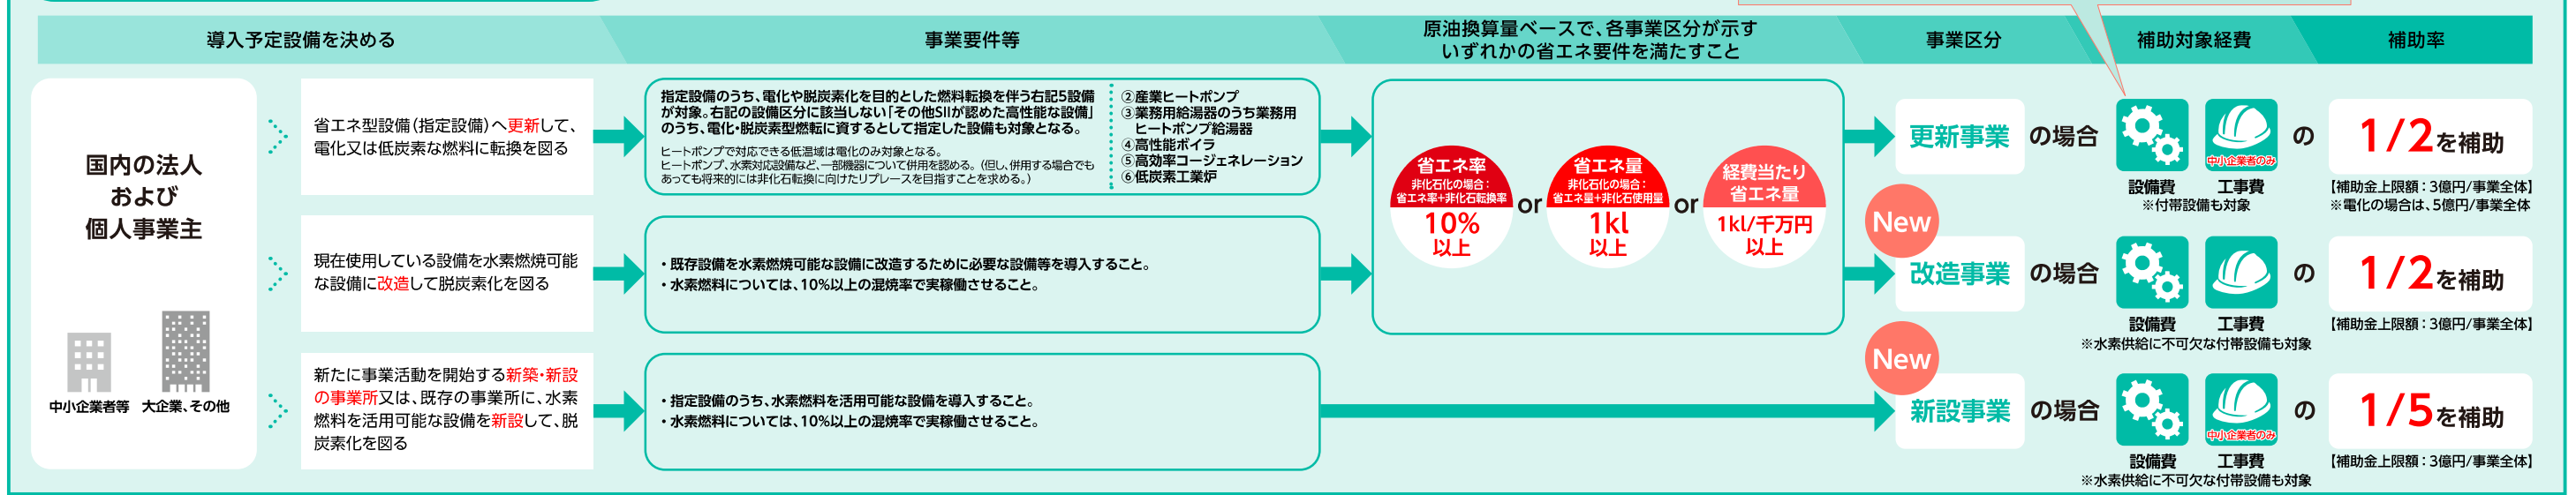 導入予定設備を決める
事業要件等
原油換算量ベースで、各事業区分が示す
いずれかの省エネ要件を満たすこと
事業区分
補助対象経費
補助率
国内の法人
および
個人事業主
中小企業者等
大企業、その他
省エネ型設備(指定設備)へ更新して、
電化又は低炭素な燃料に転換を図る
指定設備のうち、電化や脱炭素化を目的とした燃料転換を伴う右記5設備
が対象。右記の設備区分に該当しない「その他SIIが認めた高性能な設備」
のうち、電化・脱炭素型燃転に資するとして指定した設備も対象となる。
ヒートポンプで対応できる低温域は電化のみ対象となる。
ヒートポンプ、水素対応設備など、一部機器について併用を認める。(但し、併用する場合でも
あっても将来的には非化石転換に向けたリプレースを目指すことを求める。)
②産業ヒートポンプ
③業務用給湯器のうち業務用
ヒートポンプ給湯器
④高性能ボイラ
⑤高効率コージェネレーション
⑥低炭素工業炉
現在使用している設備を水素燃焼可能
な設備に改造して脱炭素化を図る
・既存設備を水素燃焼可能な設備に改造するために必要な設備等を導入すること。
・水素燃料については、10%以上の混焼率で実稼働させること。
新たに事業活動を開始する新築・新設
の事業所又は、既存の事業所に、水素
燃料を活用可能な設備を新設して、脱
炭素化を図る
・指定設備のうち、水素燃料を活用可能な設備を導入すること。
・水素燃料については、10%以上の混焼率で実稼働させること。
省エネ率
非化石化の場合:
省エネ率+非化石転換率
10%
以上
or
省エネ量
非化石化の場合:
省エネ量+非化石使用量
1kl
以上
or
経費当たり
省エネ量
1kl/千万円
以上
更新事業 の場合
中小企業者のみ
設備費
工事費
※付帯設備も対象
の
1/2を補助
【補助金上限額:3億円/事業全体】
※電化の場合は、5億円/事業全体
New
改造事業 の場合
設備費
工事費
※水素供給に不可欠な付帯設備も対象
の
1/2を補助
【補助金上限額:3億円/事業全体】
New
新設事業 の場合
中小企業者のみ
設備費
工事費
※水素供給に不可欠な付帯設備も対象
の
1/5を補助
【補助金上限額:3億円/事業全体】